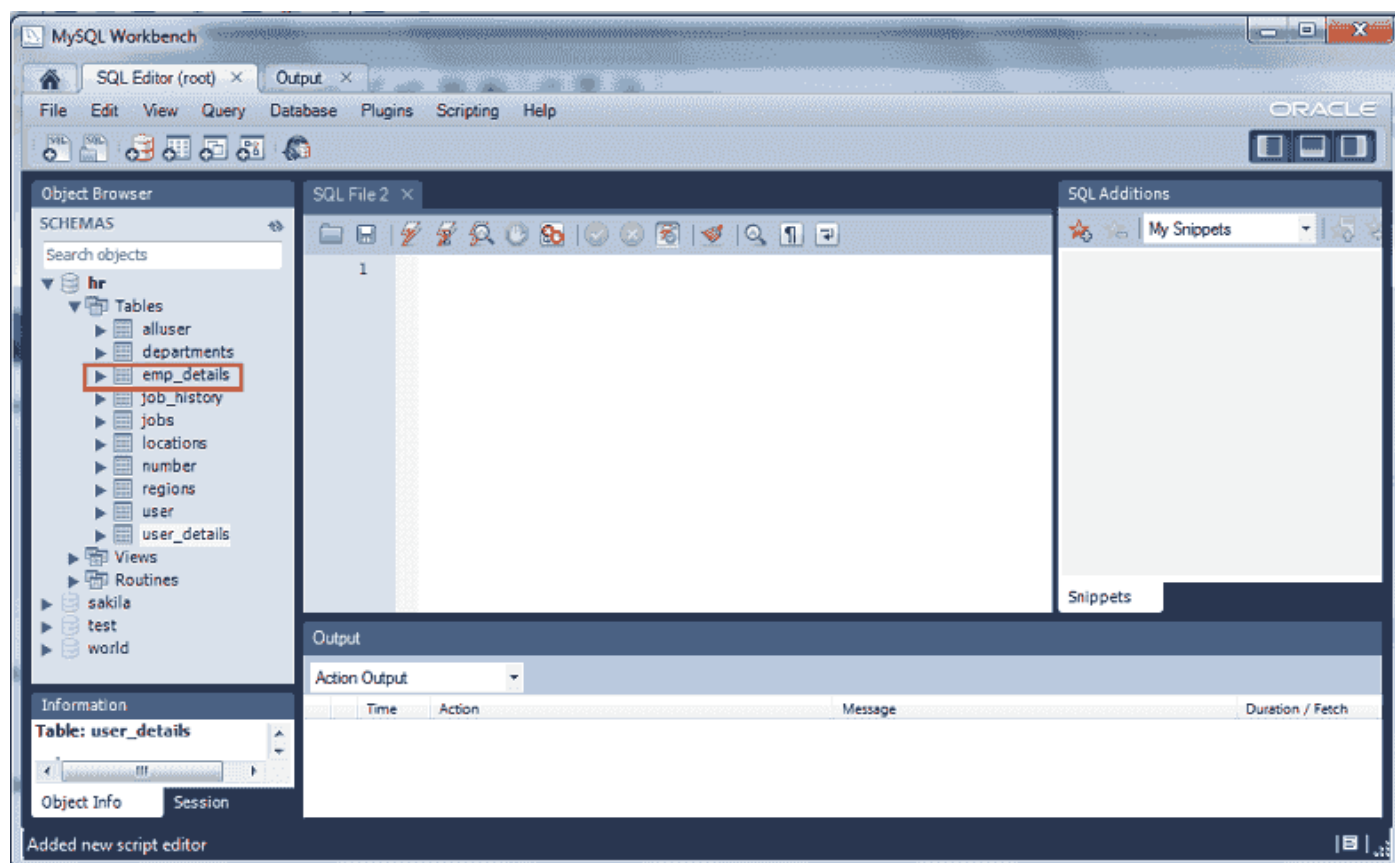 MySQL Workbench
SQL Editor (root) Output
File Edit View Query Database Plugins Scripting Help
ORACLE
Object Browser
SQL File 2
SQL Additions
SCHEMAS
My Snippets
Search objects
1
hr
Tables
alluser
departments
emp_details
job_history
jobs
locations
number
regions
user
user_details
Views
Routines
sakila
test
world
Snippets
Output
Action Output
Time Action Message Duration / Fetch
Information
Table: user_details
Object Info Session
Added new script editor